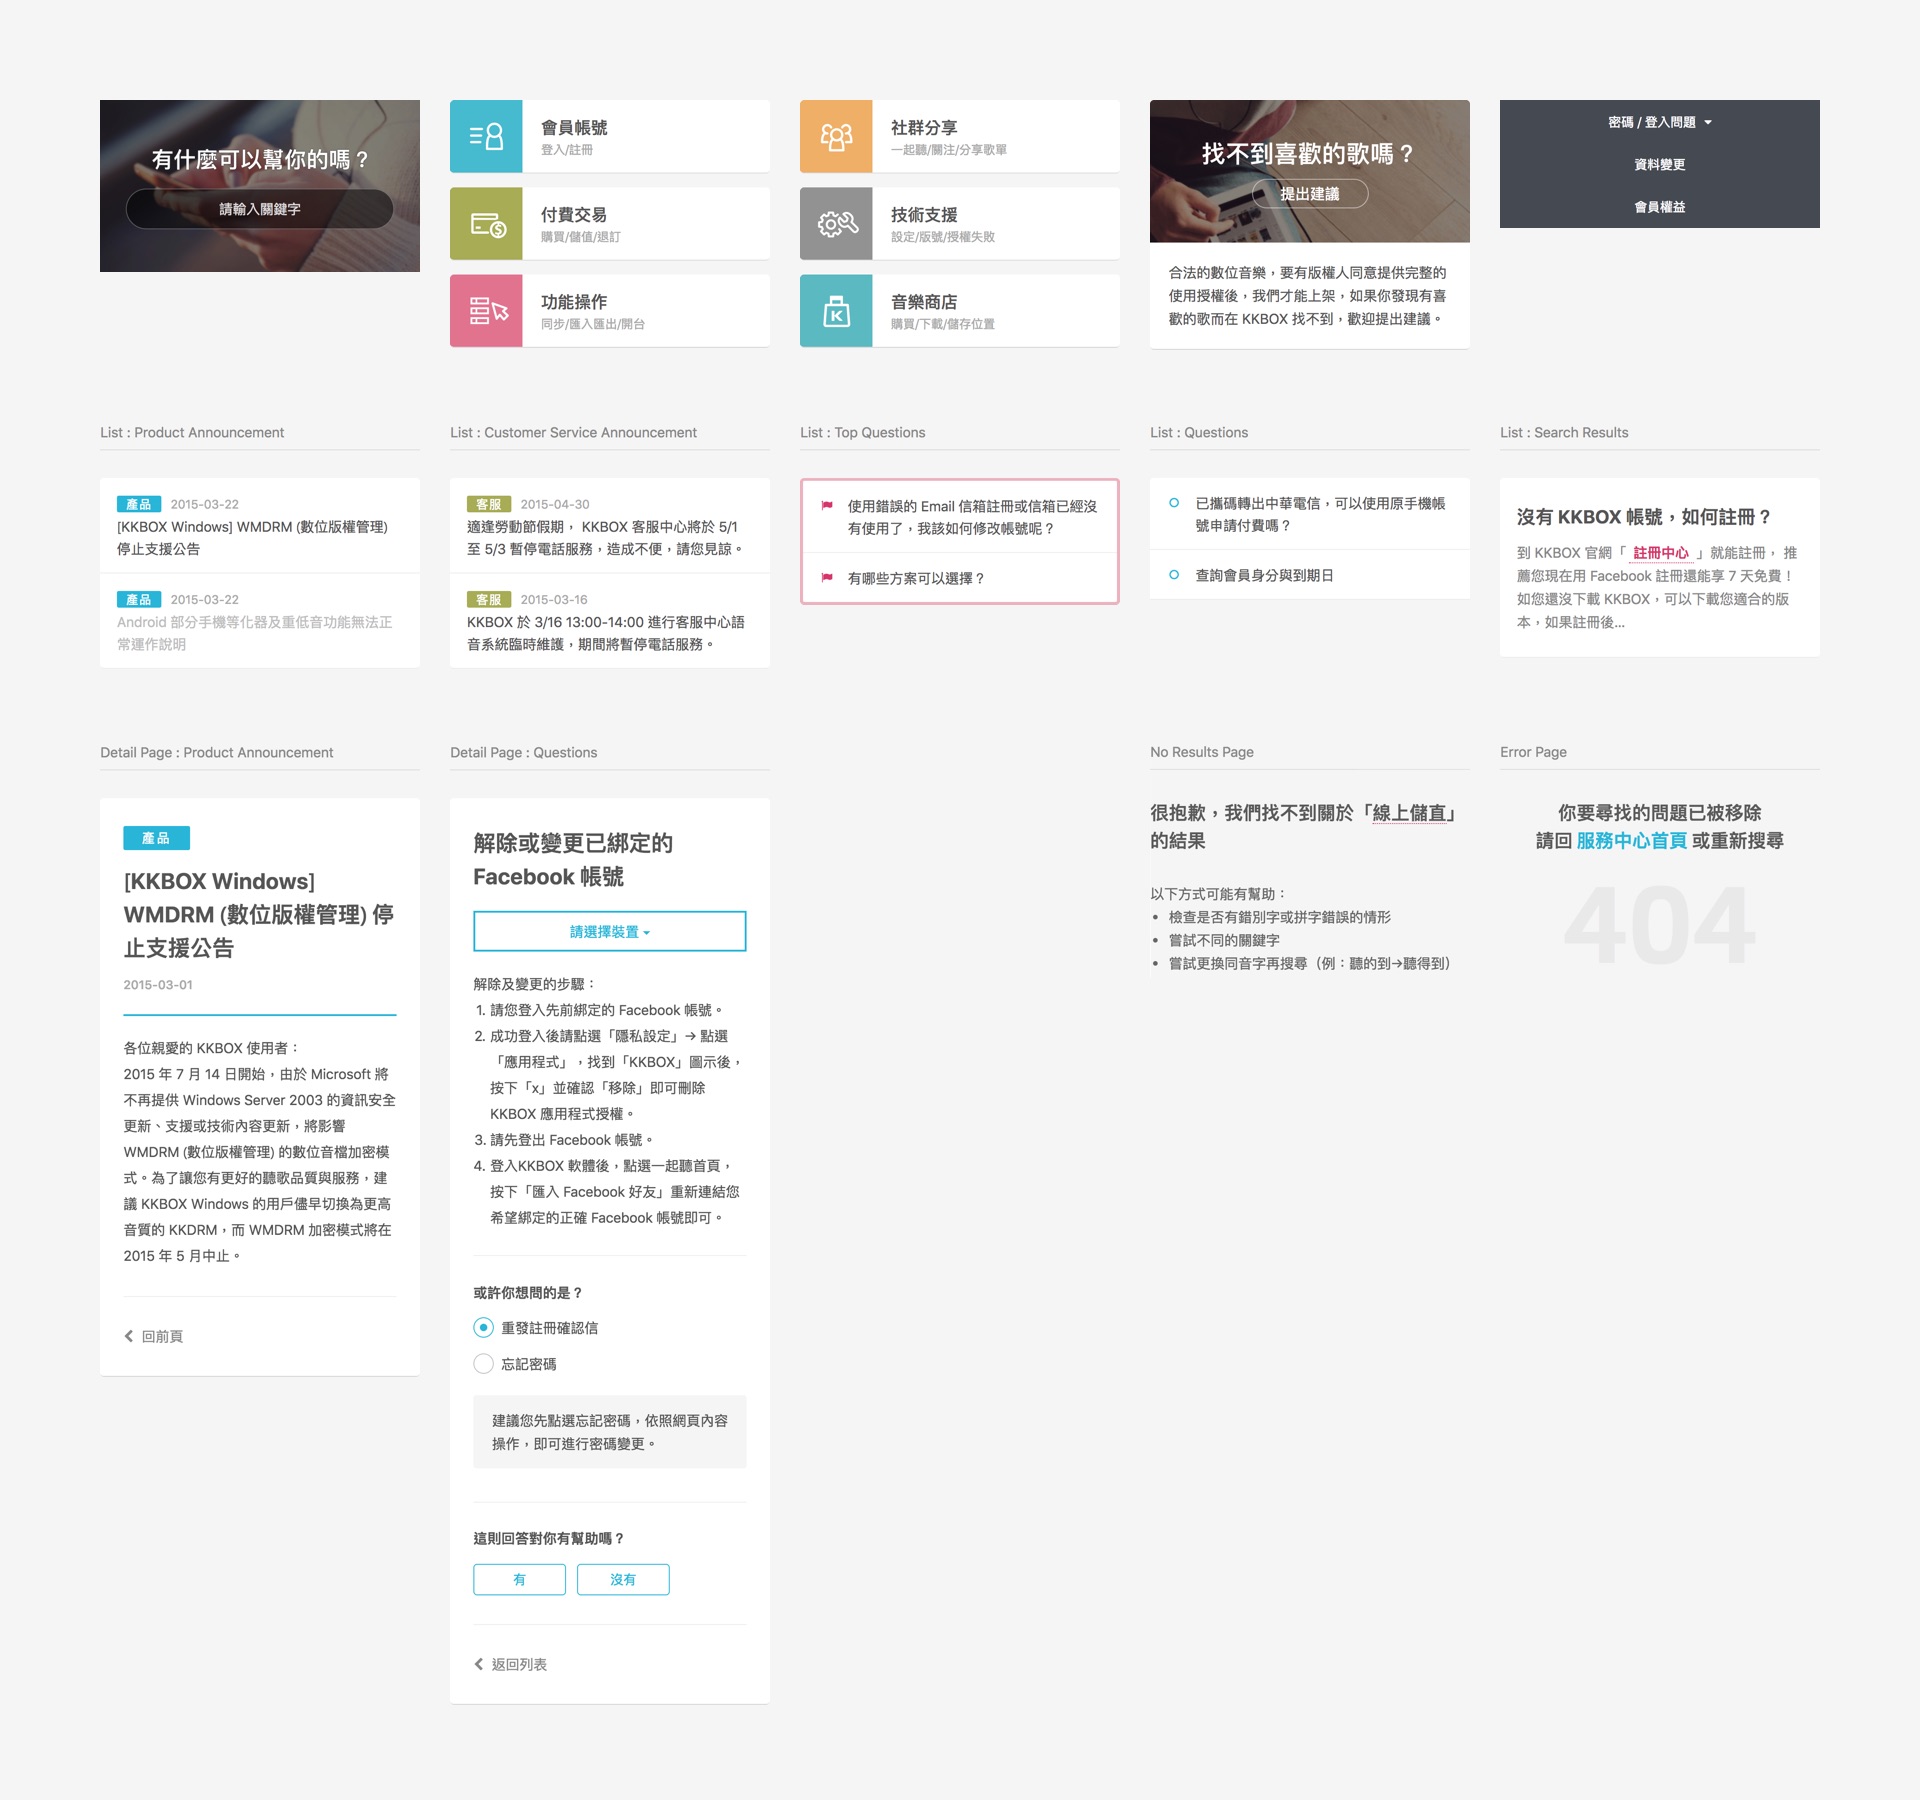 有什麼可以幫你的嗎？
請輸入關鍵字
會員帳號
登入/註冊
付費交易
購買/儲值/退訂
功能操作
同步/匯入匯出/開台
社群分享
一起聽/關注/分享歌單
技術支援
設定/版號/授權失敗
音樂商店
購買/下載/儲存位置
找不到喜歡的歌嗎？
提出建議
合法的數位音樂，要有版權人同意提供完整的
使用授權後，我們才能上架，如果你發現有喜
歡的歌而在 KKBOX 找不到，歡迎提出建議。
密碼 / 登入問題
資料變更
會員權益
List : Product Announcement
產品 2015-03-22
[KKBOX Windows] WMDRM (數位版權管理)
停止支援公告
產品 2015-03-22
Android 部分手機等化器及重低音功能無法正
常運作說明
List : Customer Service Announcement
客服 2015-04-30
適逢勞動節假期， KKBOX 客服中心將於 5/1
至 5/3 暫停電話服務，造成不便，請您見諒。
客服 2015-03-16
KKBOX 於 3/16 13:00-14:00 進行客服中心語
音系統臨時維護，期間將暫停電話服務。
List : Top Questions
使用錯誤的 Email 信箱註冊或信箱已經沒
有使用了，我該如何修改帳號呢？
有哪些方案可以選擇？
List : Questions
已攜碼轉出中華電信，可以使用原手機帳
號申請付費嗎？
查詢會員身分與到期日
List : Search Results
沒有 KKBOX 帳號，如何註冊？
到 KKBOX 官網「 註冊中心 」就能註冊， 推
薦您現在用 Facebook 註冊還能享 7 天免費！
如您還沒下載 KKBOX，可以下載您適合的版
本，如果註冊後...
Detail Page : Product Announcement
產品
[KKBOX Windows]
WMDRM (數位版權管理) 停
止支援公告
2015-03-01
各位親愛的 KKBOX 使用者：
2015 年 7 月 14 日開始，由於 Microsoft 將
不再提供 Windows Server 2003 的資訊安全
更新、支援或技術內容更新，將影響
WMDRM (數位版權管理) 的數位音檔加密模
式。為了讓您有更好的聽歌品質與服務，建
議 KKBOX Windows 的用戶儘早切換為更高
音質的 KKDRM，而 WMDRM 加密模式將在
2015 年 5 月中止。
回前頁
Detail Page : Questions
解除或變更已綁定的
Facebook 帳號
請選擇裝置
解除及變更的步驟：
1. 請您登入先前綁定的 Facebook 帳號。
2. 成功登入後請點選「隱私設定」→ 點選
「應用程式」，找到「KKBOX」圖示後，
按下「x」並確認「移除」即可刪除
KKBOX 應用程式授權。
3. 請先登出 Facebook 帳號。
4. 登入KKBOX 軟體後，點選一起聽首頁，
按下「匯入 Facebook 好友」重新連結您
希望綁定的正確 Facebook 帳號即可。
或許你想問的是？
重發註冊確認信
忘記密碼
建議您先點選忘記密碼，依照網頁內容
操作，即可進行密碼變更。
這則回答對你有幫助嗎？
有
沒有
返回列表
No Results Page
很抱歉，我們找不到關於「線上儲直」
的結果
以下方式可能有幫助：
• 檢查是否有錯別字或拼字錯誤的情形
• 嘗試不同的關鍵字
• 嘗試更換同音字再搜尋（例：聽的到→聽得到）
Error Page
你要尋找的問題已被移除
請回 服務中心首頁 或重新搜尋
404